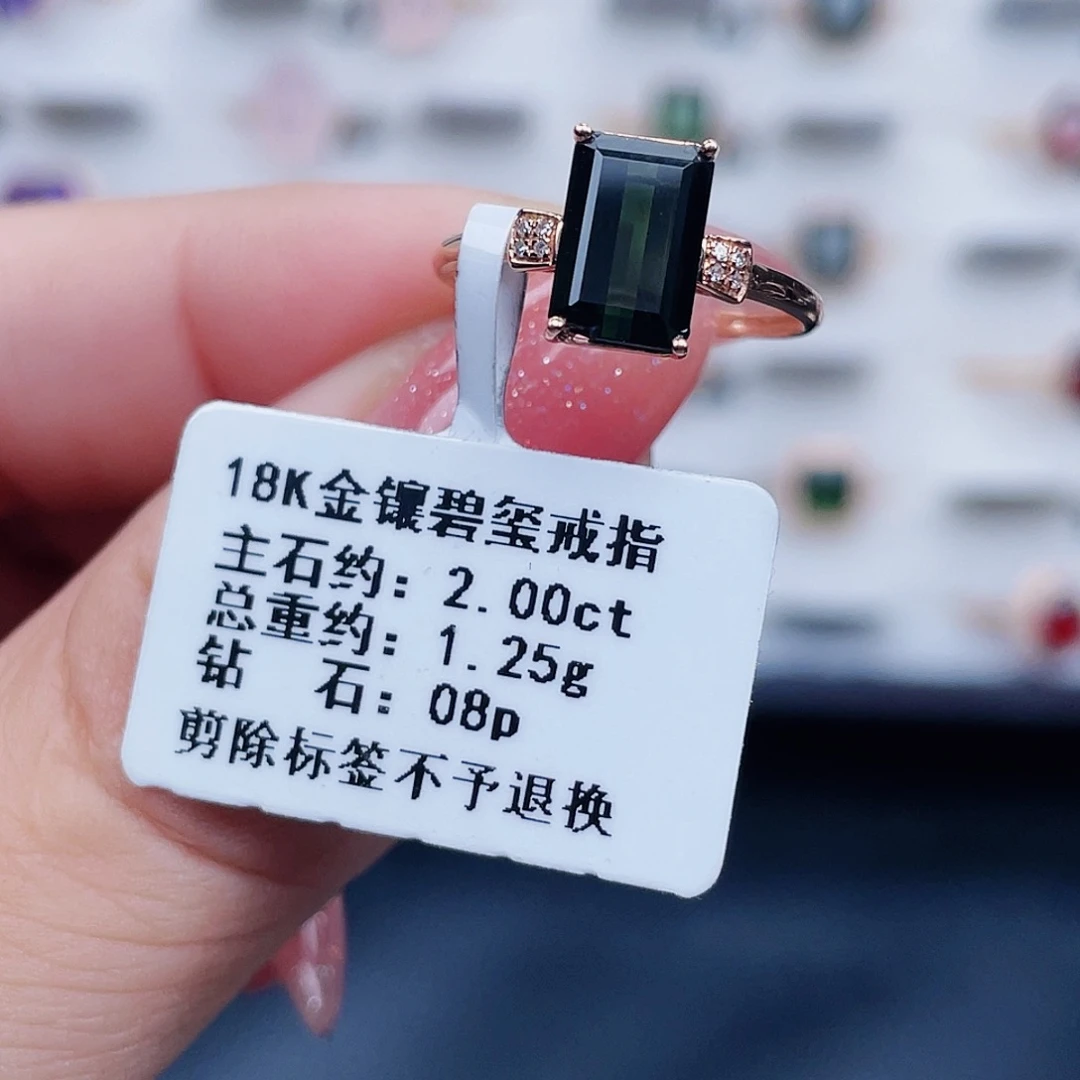 18K金镶碧玺戒指
主石约：2.00ct
总重约：1.25g
钻 石：08p
剪除标签不予退换